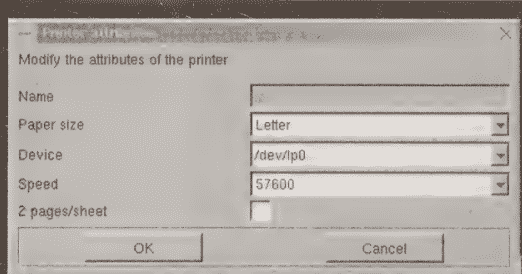 Modify the attributes of the printer
Name
Paper size Letter
Device /dev/lp0
Speed 57600
2 pages/sheet
OK Cancel